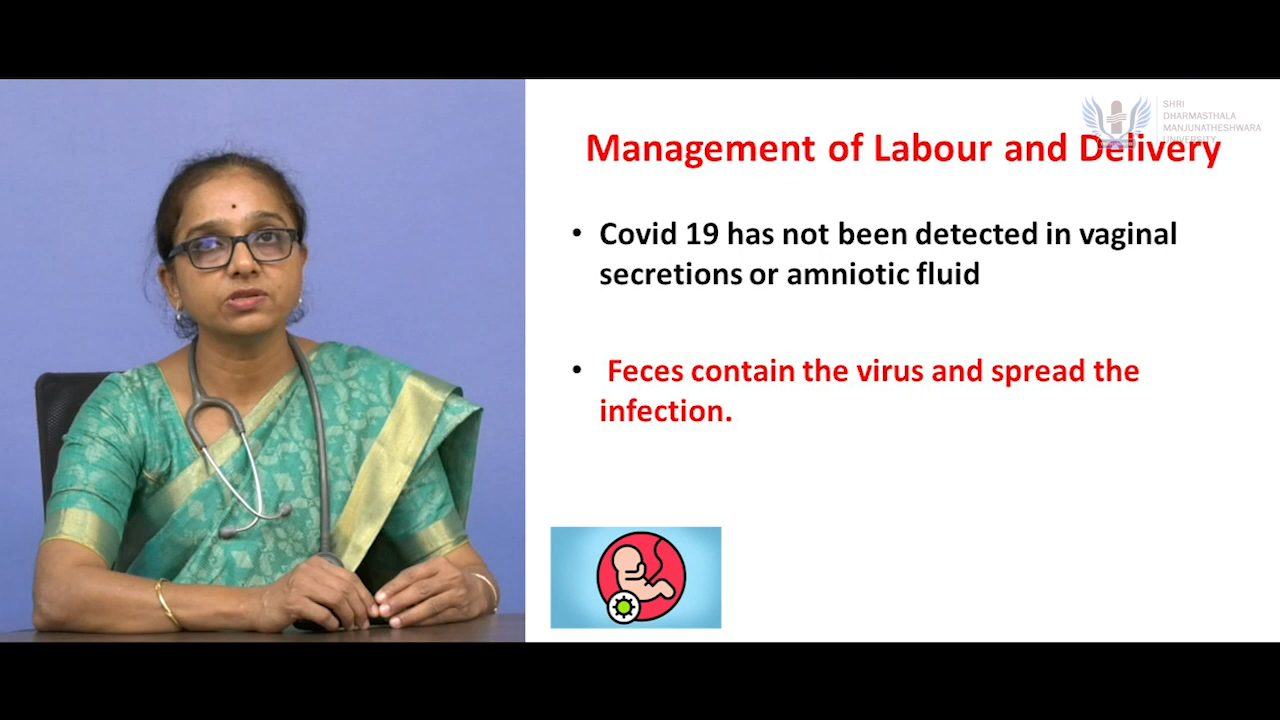 SHRI
DHARMASTHALA
MANJUNATHESHWARA
UNIVERSITY
Management of Labour and Delivery
• Covid 19 has not been detected in vaginal
secretions or amniotic fluid
• Feces contain the virus and spread the
infection.